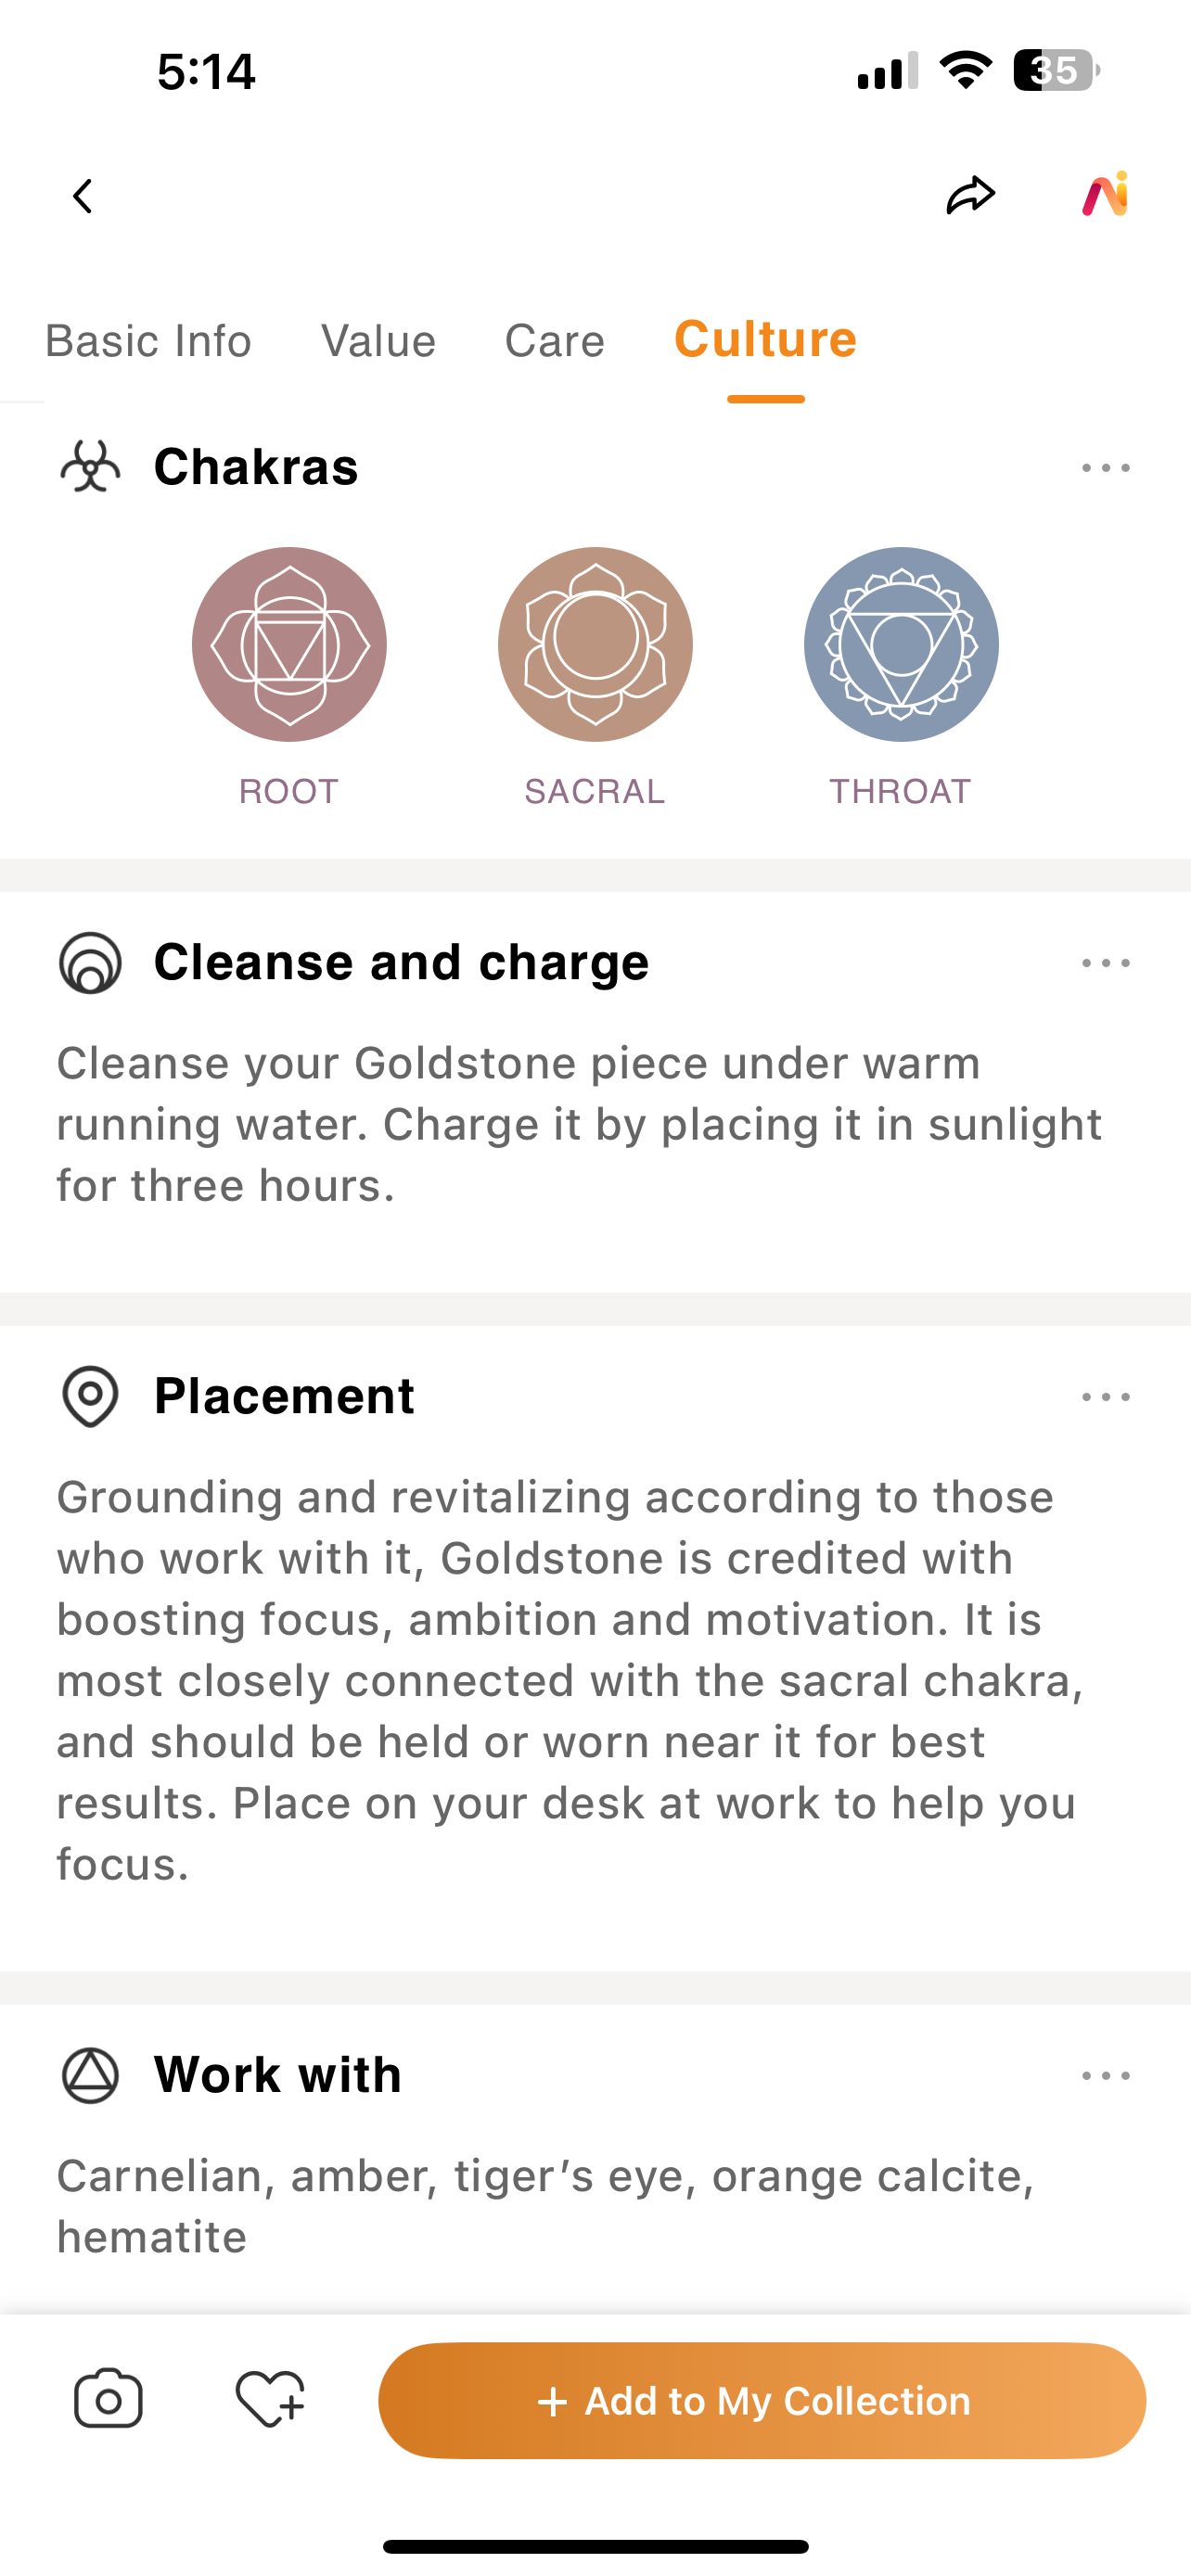 5:14
35
Basic Info Value Care Culture
Chakras
ROOT SACRAL THROAT
Cleanse and charge
Cleanse your Goldstone piece under warm
running water. Charge it by placing it in sunlight
for three hours.
Placement
Grounding and revitalizing according to those
who work with it, Goldstone is credited with
boosting focus, ambition and motivation. It is
most closely connected with the sacral chakra,
and should be held or worn near it for best
results. Place on your desk at work to help you
focus.
Work with
Carnelian, amber, tiger’s eye, orange calcite,
hematite
+ Add to My Collection